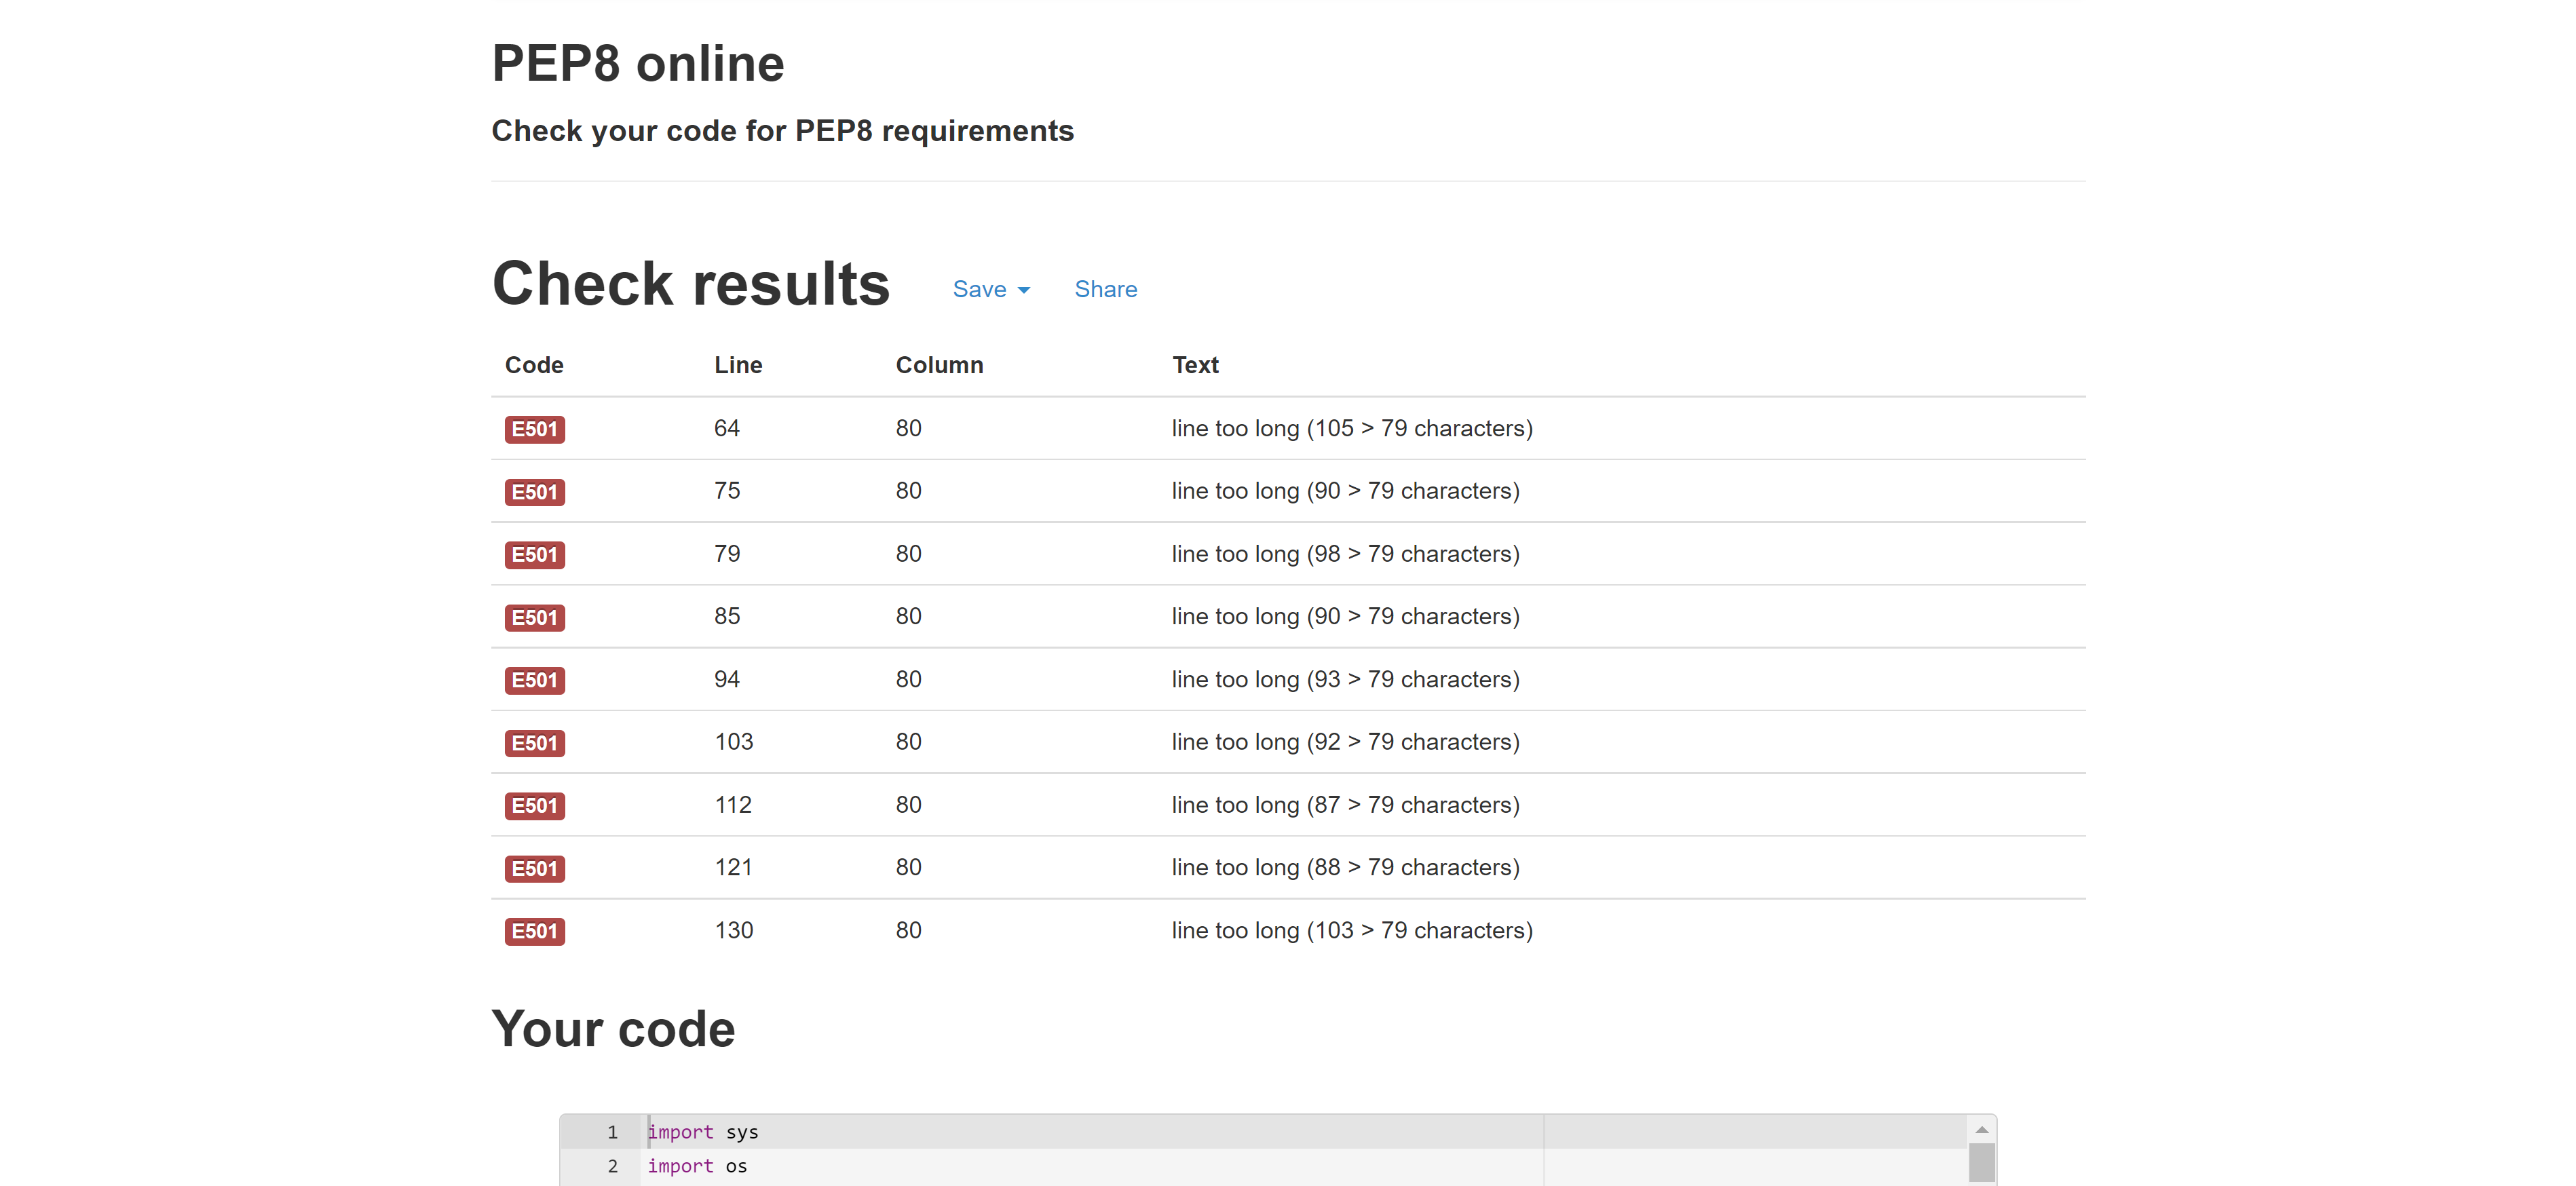 PEP8 online
Check your code for PEP8 requirements
Check results Save Share
Code Line Column Text
E501 64 80 line too long (105 > 79 characters)
E501 75 80 line too long (90 > 79 characters)
E501 79 80 line too long (98 > 79 characters)
E501 85 80 line too long (90 > 79 characters)
E501 94 80 line too long (93 > 79 characters)
E501 103 80 line too long (92 > 79 characters)
E501 112 80 line too long (87 > 79 characters)
E501 121 80 line too long (88 > 79 characters)
E501 130 80 line too long (103 > 79 characters)
Your code
1 import sys
2 import os